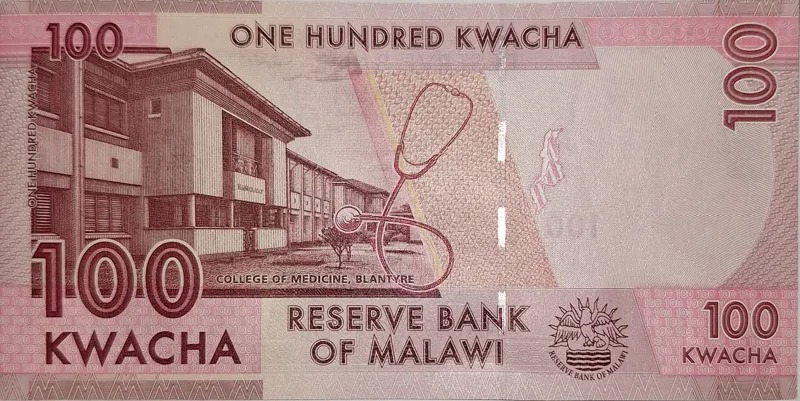 100
ONE HUNDRED KWACHA
100
ONE HUNDRED KWACHA
COLLEGE OF MEDICINE, BLANTYRE
100
KWACHA
RESERVE BANK
OF MALAWI
RESERVE BANK OF MALAWI
100
KWACHA
100